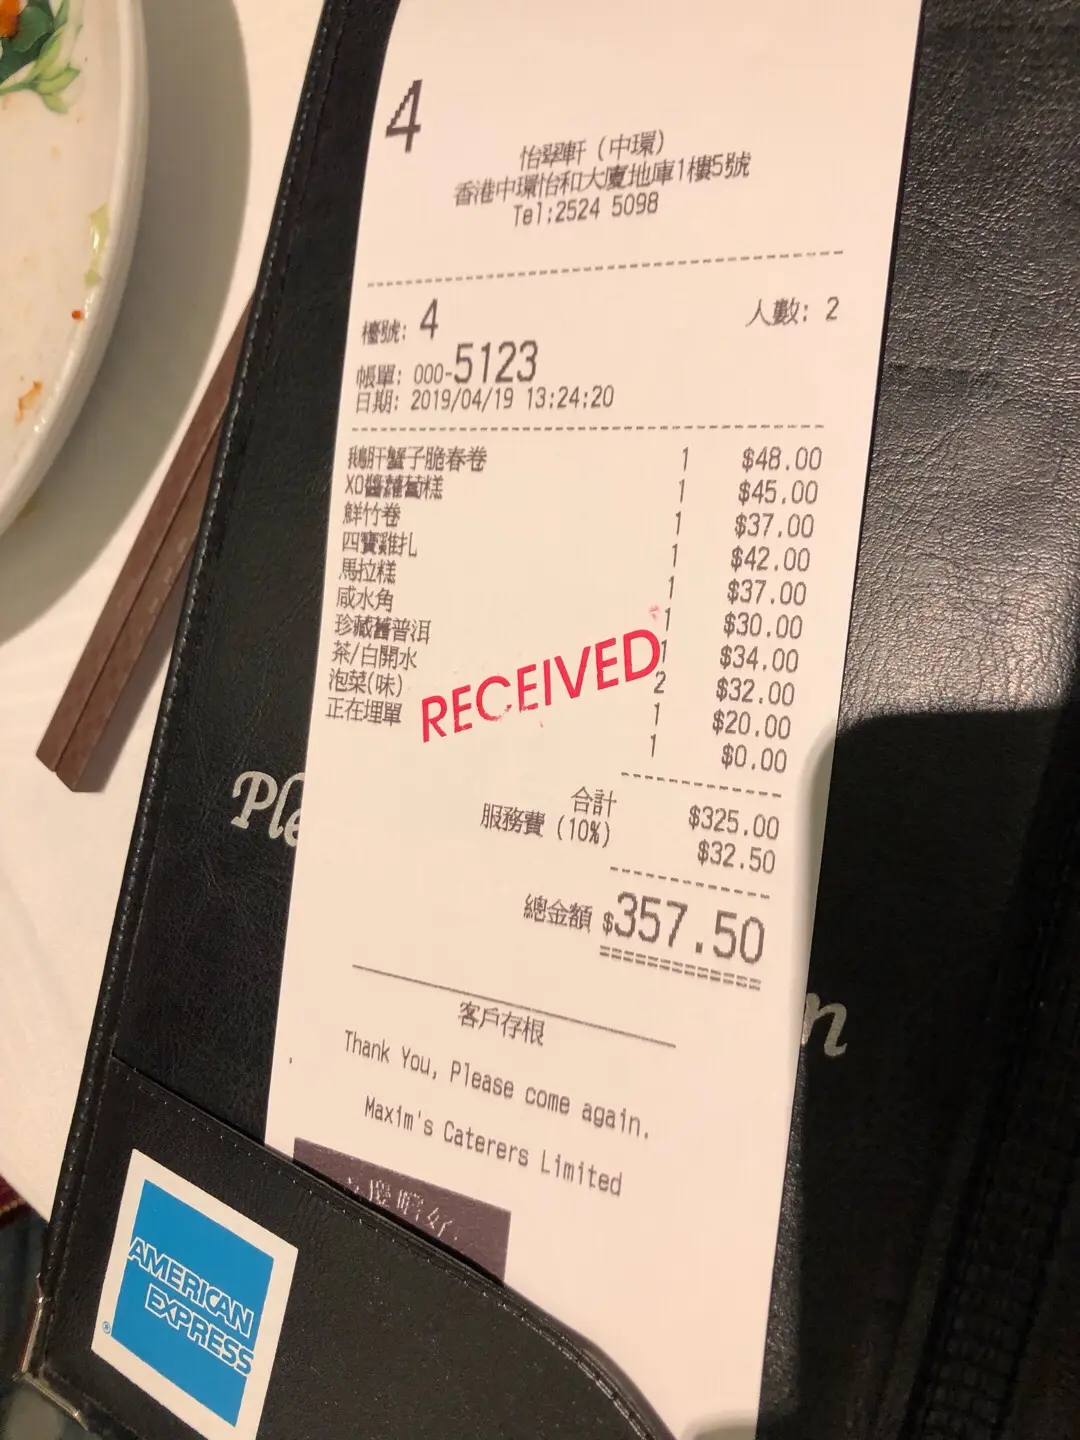 4
怡翠軒 (中環)
香港中環怡和大廈地庫1樓5號
Tel:2524 5098
檯號: 4 人數: 2
帳單: 000-5123
日期: 2019/04/19 13:24:20
鵝肝蟹子脆春卷 1 $48.00
XO醬蘿蔔糕 1 $45.00
鮮竹卷 1 $37.00
四寶雞扎 1 $42.00
馬拉糕 1 $37.00
咸水角 1 $30.00
珍藏舊普洱 1 $34.00
茶/白開水 2 $32.00
泡菜(味) 1 $20.00
正在埋單 1 $0.00
RECEIVED
合計 $325.00
服務費 (10%) $32.50
總金額 $357.50
客戶存根
Thank You, Please come again.
Maxim's Caterers Limited
AMERICAN
EXPRESS